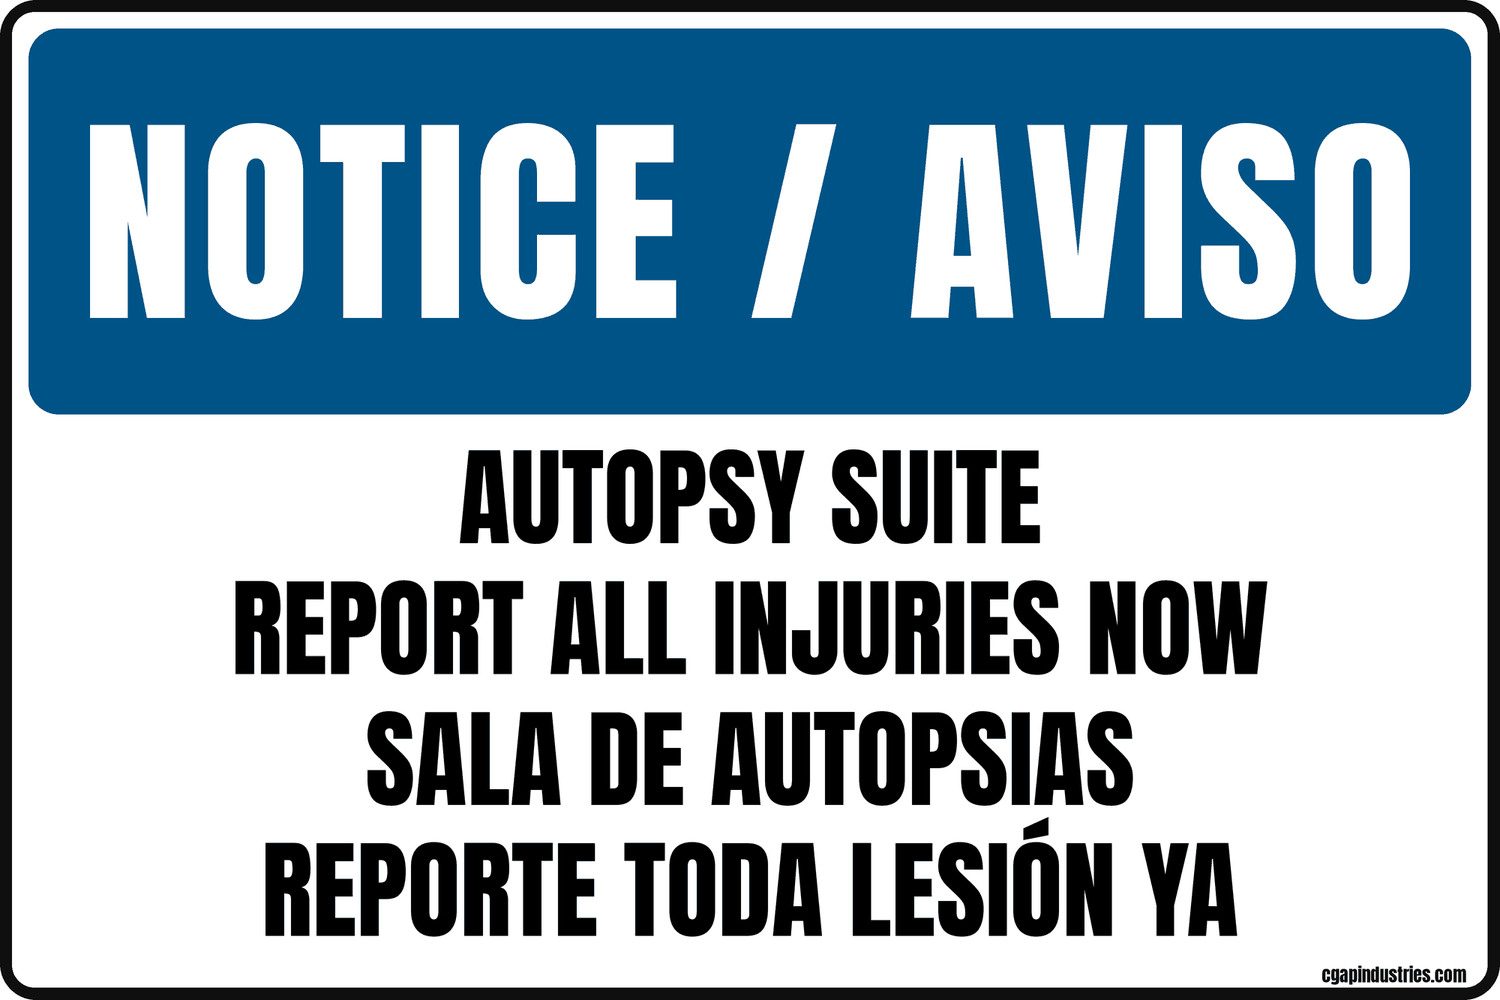 NOTICE / AVISO
AUTOPSY SUITE
REPORT ALL INJURIES NOW
SALA DE AUTOPSIAS
REPORTE TODA LESIÓN YA
cgapindustries.com